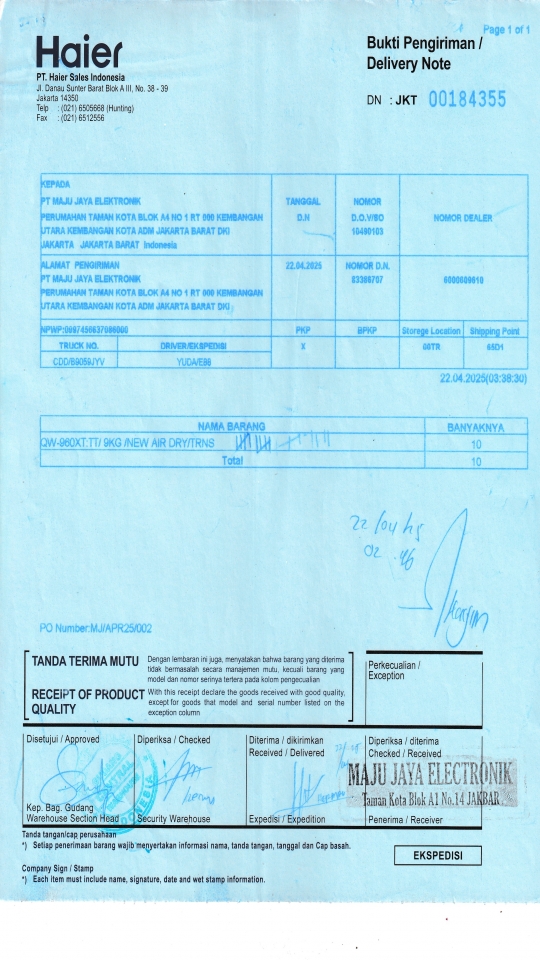 Page 1 of 1
Haier
PT. Haier Sales Indonesia
Jl. Danau Sunter Barat Blok A III, No. 38 - 39
Jakarta 14350
Telp : (021) 6505668 (Hunting)
Fax : (021) 6512556
Bukti Pengiriman /
Delivery Note
DN : JKT 00184355
KEPADA
PT MAJU JAYA ELEKTRONIK
PERUMAHAN TAMAN KOTA BLOK A4 NO 1 RT 000 KEMBANGAN
UTARA KEMBANGAN KOTA ADM JAKARTA BARAT DKI
JAKARTA JAKARTA BARAT Indonesia
TANGGAL
D.N
NOMOR
D.O.V/SO
10490103
NOMOR DEALER
ALAMAT PENGIRIMAN
PT MAJU JAYA ELEKTRONIK
PERUMAHAN TAMAN KOTA BLOK A4 NO 1 RT 000 KEMBANGAN
UTARA KEMBANGAN KOTA ADM JAKARTA BARAT DKI
22.04.2025
NOMOR D.N.
83386707
PKP BPKP Storege Location Shipping Point
TRUCK NO. DRIVER/EKSPEDISI X 65D1
CDD/B9059JYV
22.04.2025(03:38:30)
NAMA BARANG BANYAKNYA
QW-960XT:TT/ 9KG /NEW AIR DRY/TRNS 10
Total 10
22/04
02.46
PO Number:MJ/APR25/002
TANDA TERIMA MUTU
Dengan lembaran ini juga, menyatakan bahwa barang yang diterima
tidak bermasalah secara manajemen mutu, kecuali barang yang
model dan nomor serinya tertera pada kolom pengecualian
RECEIPT OF PRODUCT
QUALITY
With this receipt declare the goods received with good quality,
except for goods that model and serial number listed on the
exception column
Perkecualian /
Exception
Disetujui / Approved
Diperiksa / Checked
Diterima / dikirimkan
Received / Delivered
Diperiksa / diterima
Checked / Received
MAJU JAYA ELECTRONIK
Taman Kota Blok A1 No.14 JAKBAR
Kep. Bag. Gudang
Warehouse Section Head
Security Warehouse
Expedisi / Expedition
Penerima / Receiver
Tanda tangan/cap perusahaan
*) Setiap penerimaan barang wajib menyertakan informasi nama, tanda tangan, tanggal dan Cap basah.
EKSPEDISI
Company Sign / Stamp
*) Each item must include name, signature, date and wet stamp information.